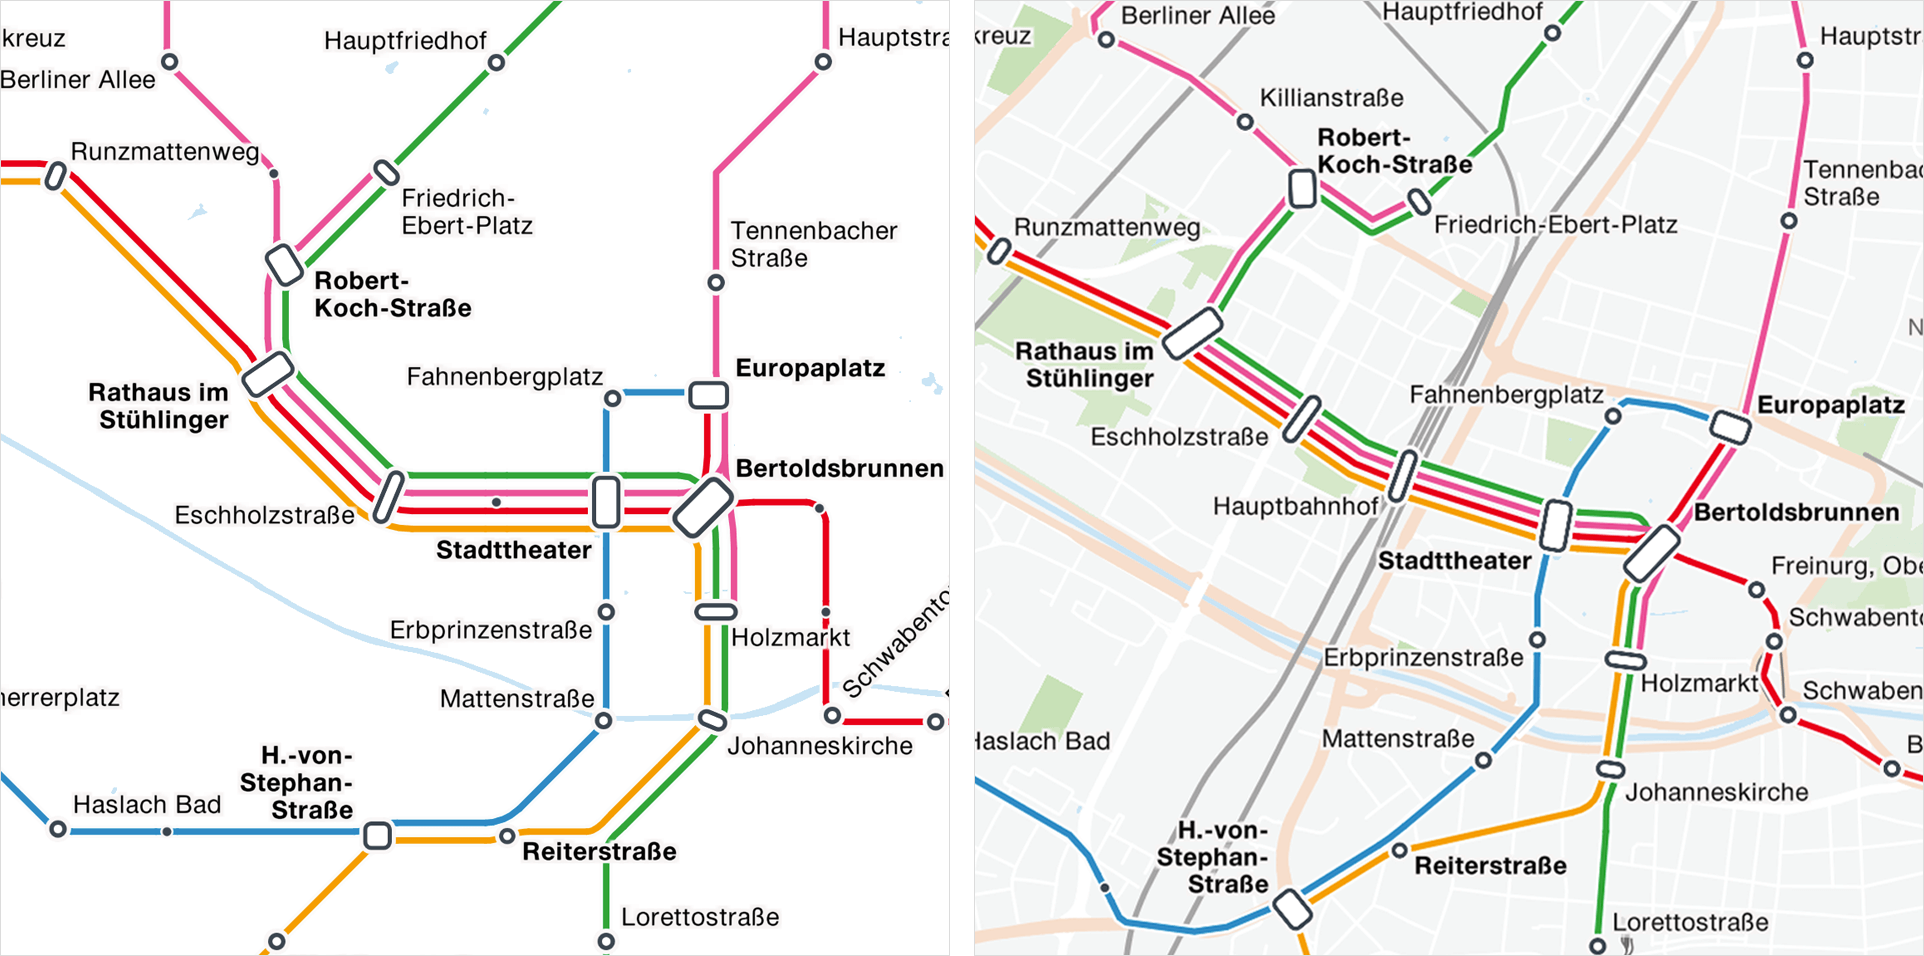 kreuz
Berliner Allee
Hauptfriedhof
Hauptstra
Runzmattenweg
Friedrich-
Ebert-Platz
Robert-
Koch-Straße
Tennenbacher
Straße
Rathaus im
Stühlinger
Fahnenbergplatz
Europaplatz
Bertoldsbrunnen
Eschholzstraße
Stadttheater
Erbprinzenstraße
Holzmarkt
Schwabento
Mattenstraße
herrerplatz
Johanneskirche
H.-von-
Stephan-
Straße
Haslach Bad
Reiterstraße
Lorettostraße
Berliner Allee
kreuz
Hauptfriedhof
Hauptstr
Killianstraße
Robert-
Koch-Straße
Tennenbac
Straße
Runzmattenweg
Friedrich-Ebert-Platz
N
Rathaus im
Stühlinger
Fahnenbergplatz
Europaplatz
Eschholzstraße
Hauptbahnhof
Bertoldsbrunnen
Stadttheater
Freinurg, Obe
Schwabento
Erbprinzenstraße
Holzmarkt
Schwaben
Haslach Bad
Mattenstraße
B
Johanneskirche
H.-von-
Stephan-
Straße
Reiterstraße
Lorettostraße